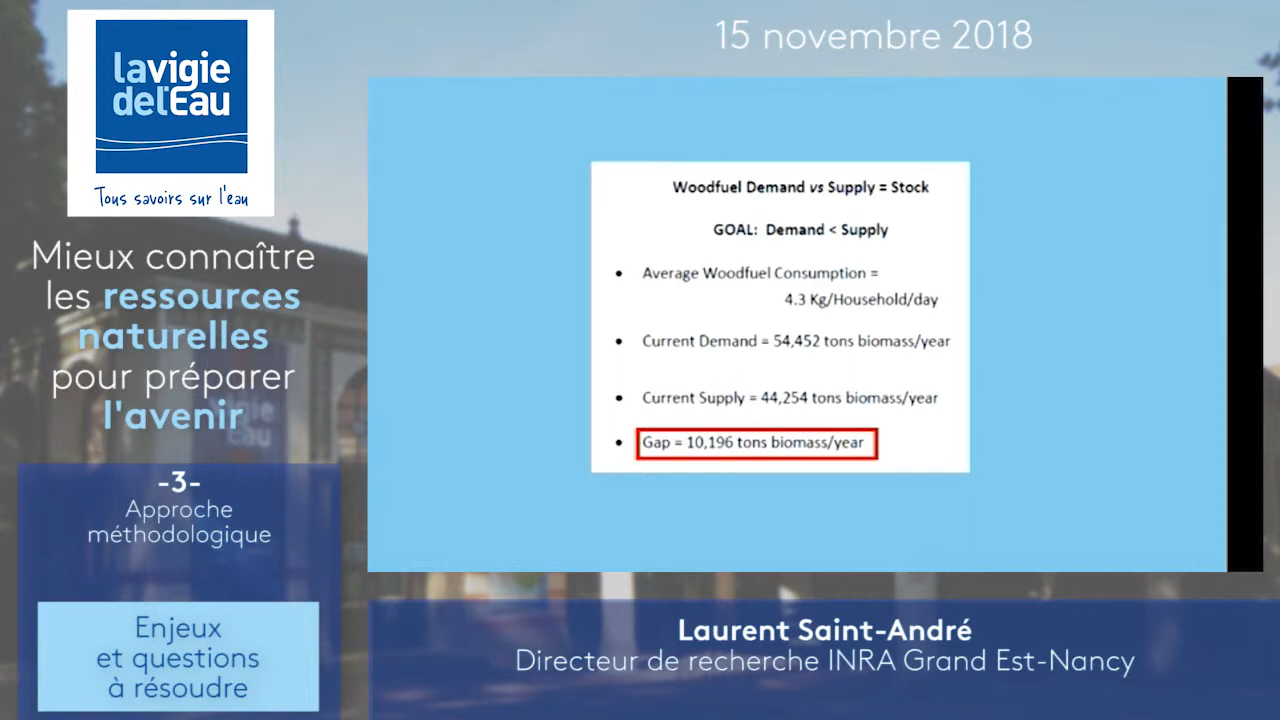 lavigie
del'Eau
Tous savoirs sur l'eau
Mieux connaître
les ressources
naturelles
pour préparer
l'avenir
-3-
Approche
méthodologique
Enjeux
et questions
à résoudre
15 novembre 2018
Woodfuel Demand vs Supply = Stock
GOAL: Demand < Supply
• Average Woodfuel Consumption =
4.3 Kg/Household/day
• Current Demand = 54,452 tons biomass/year
• Current Supply = 44,254 tons biomass/year
• Gap = 10,196 tons biomass/year
Laurent Saint-André
Directeur de recherche INRA Grand Est-Nancy